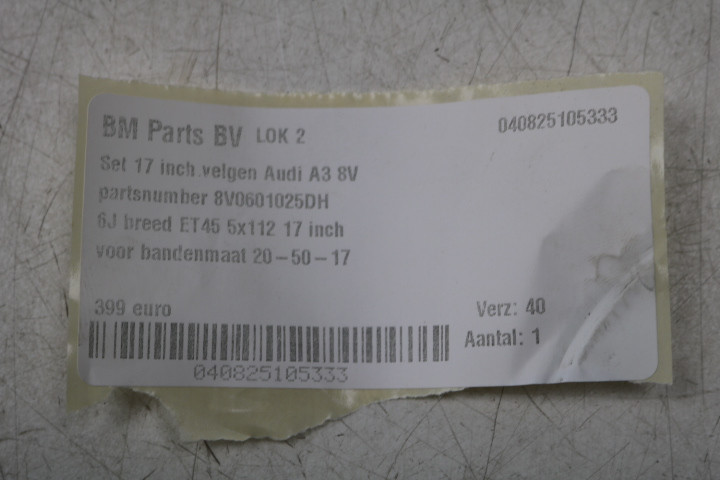 BM Parts BV LOK 2 040825105333
Set 17 inch velgen Audi A3 8V
partsnumber 8V0601025DH
6J breed ET45 5x112 17 inch
voor bandenmaat 20-50-17
399 euro Verz: 40
Aantal: 1
040825105333